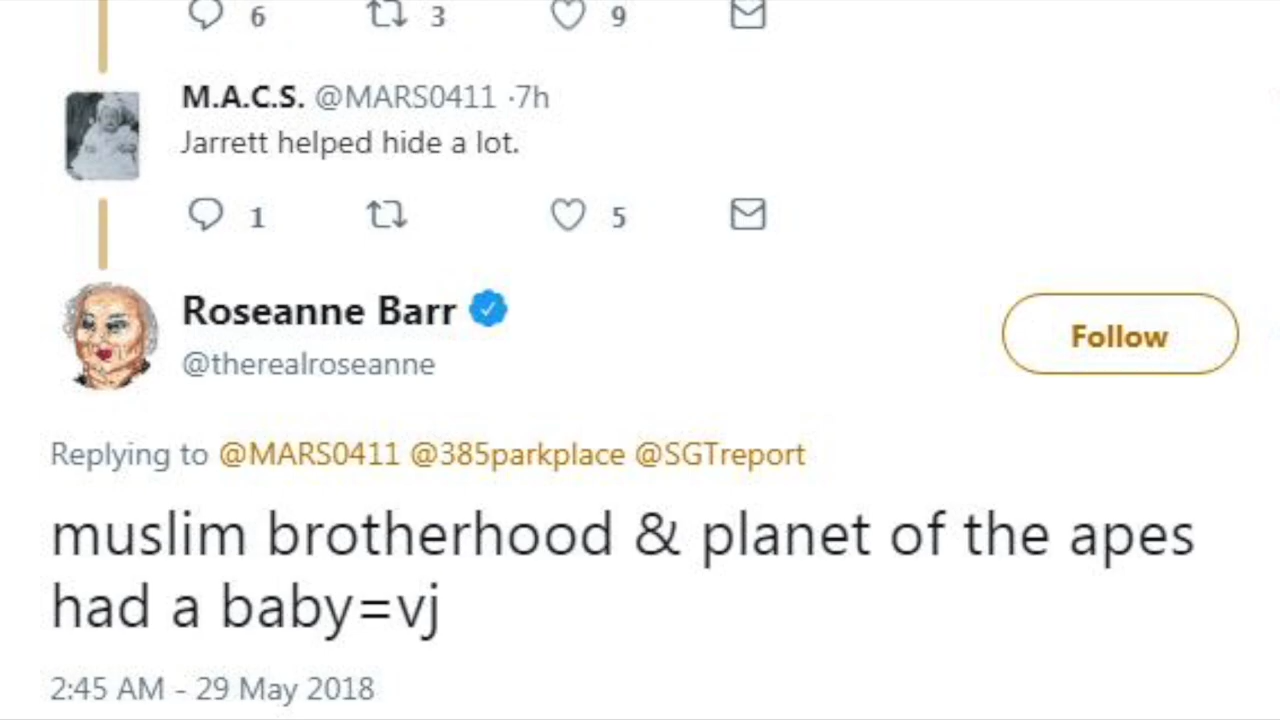 6 3 9
M.A.C.S. @MARS0411 ·7h
Jarrett helped hide a lot.
1 5
Roseanne Barr
@therealroseanne
Follow
Replying to @MARS0411 @385parkplace @SGTreport
muslim brotherhood & planet of the apes
had a baby=vj
2:45 AM - 29 May 2018